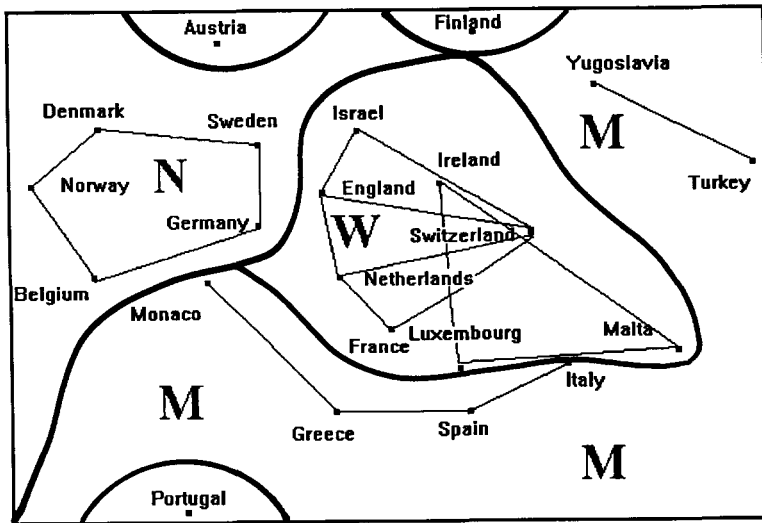 Austria
Finland
Yugoslavia
Denmark
Sweden
Israel
M
Ireland
Norway
N
England
Turkey
Germany
W
Switzerland
Belgium
Netherlands
Monaco
France
Luxembourg
Malta
Italy
M
Greece
Spain
M
Portugal